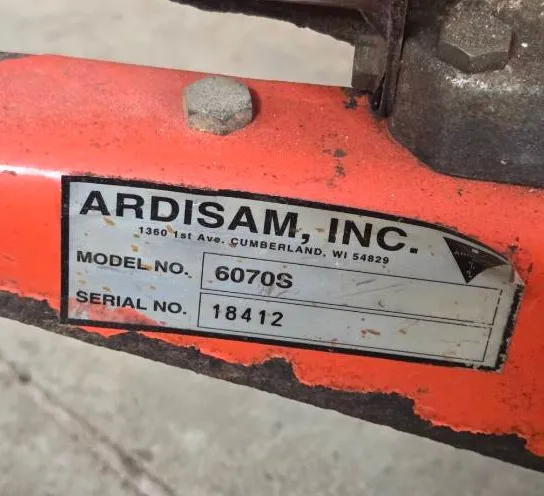 ARDISAM, INC.
1360 1st Ave. CUMBERLAND, WI 54829
MODEL NO. 6070S
SERIAL NO. 18412